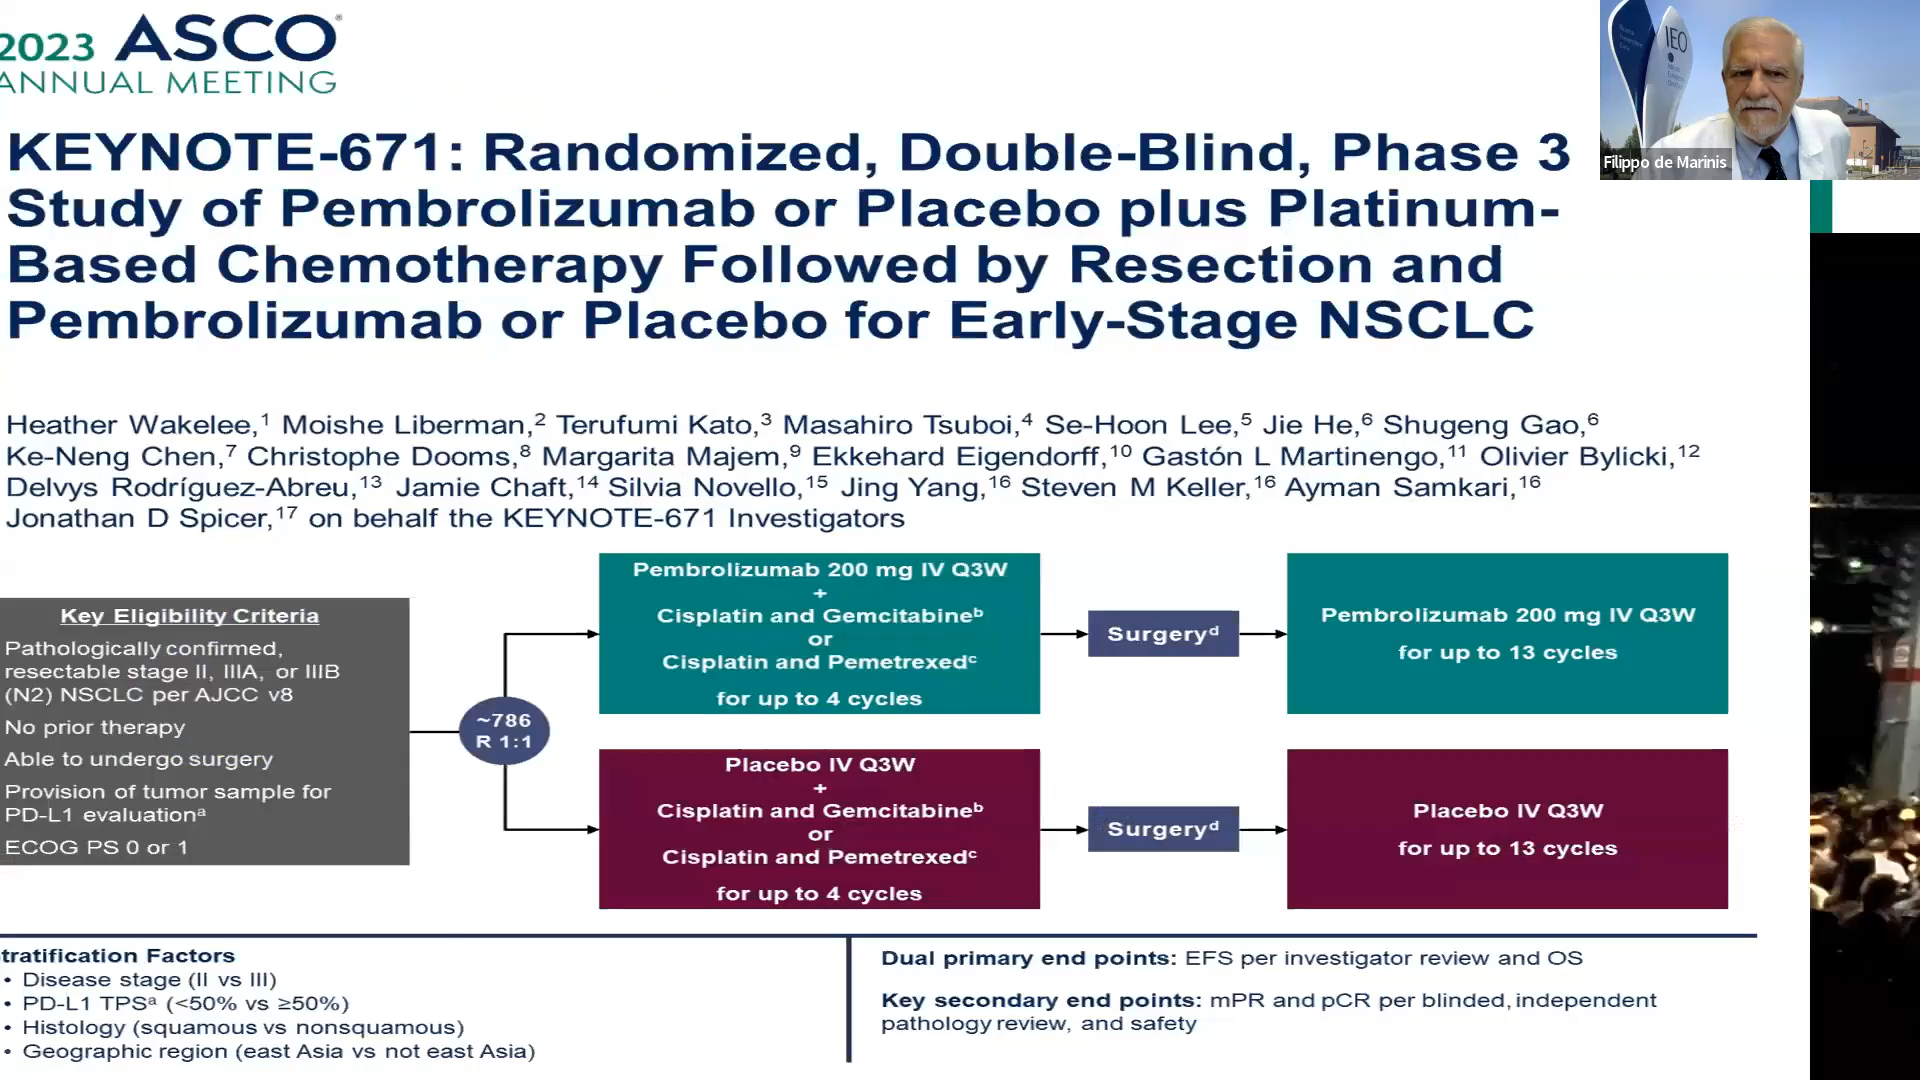 2023 ASCO®
ANNUAL MEETING
IEO
Filippo de Marinis
KEYNOTE-671: Randomized, Double-Blind, Phase 3
Study of Pembrolizumab or Placebo plus Platinum-
Based Chemotherapy Followed by Resection and
Pembrolizumab or Placebo for Early-Stage NSCLC
Heather Wakelee,1 Moishe Liberman,2 Terufumi Kato,3 Masahiro Tsuboi,4 Se-Hoon Lee,5 Jie He,6 Shugeng Gao,6
Ke-Neng Chen,7 Christophe Dooms,8 Margarita Majem,9 Ekkehard Eigendorff,10 Gastón L Martinengo,11 Olivier Bylicki,12
Delvys Rodríguez-Abreu,13 Jamie Chaft,14 Silvia Novello,15 Jing Yang,16 Steven M Keller,16 Ayman Samkari,16
Jonathan D Spicer,17 on behalf the KEYNOTE-671 Investigators
Key Eligibility Criteria
Pathologically confirmed,
resectable stage II, IIIA, or IIIB
(N2) NSCLC per AJCC v8
No prior therapy
Able to undergo surgery
Provision of tumor sample for
PD-L1 evaluationa
ECOG PS 0 or 1
~786
R 1:1
Pembrolizumab 200 mg IV Q3W
+
Cisplatin and Gemcitabineb
or
Cisplatin and Pemetrexedc
for up to 4 cycles
Surgeryd
Pembrolizumab 200 mg IV Q3W
for up to 13 cycles
Placebo IV Q3W
+
Cisplatin and Gemcitabineb
or
Cisplatin and Pemetrexedc
for up to 4 cycles
Surgeryd
Placebo IV Q3W
for up to 13 cycles
tratification Factors
• Disease stage (II vs III)
• PD-L1 TPSa (<50% vs ≥50%)
• Histology (squamous vs nonsquamous)
• Geographic region (east Asia vs not east Asia)
Dual primary end points: EFS per investigator review and OS
Key secondary end points: mPR and pCR per blinded, independent
pathology review, and safety